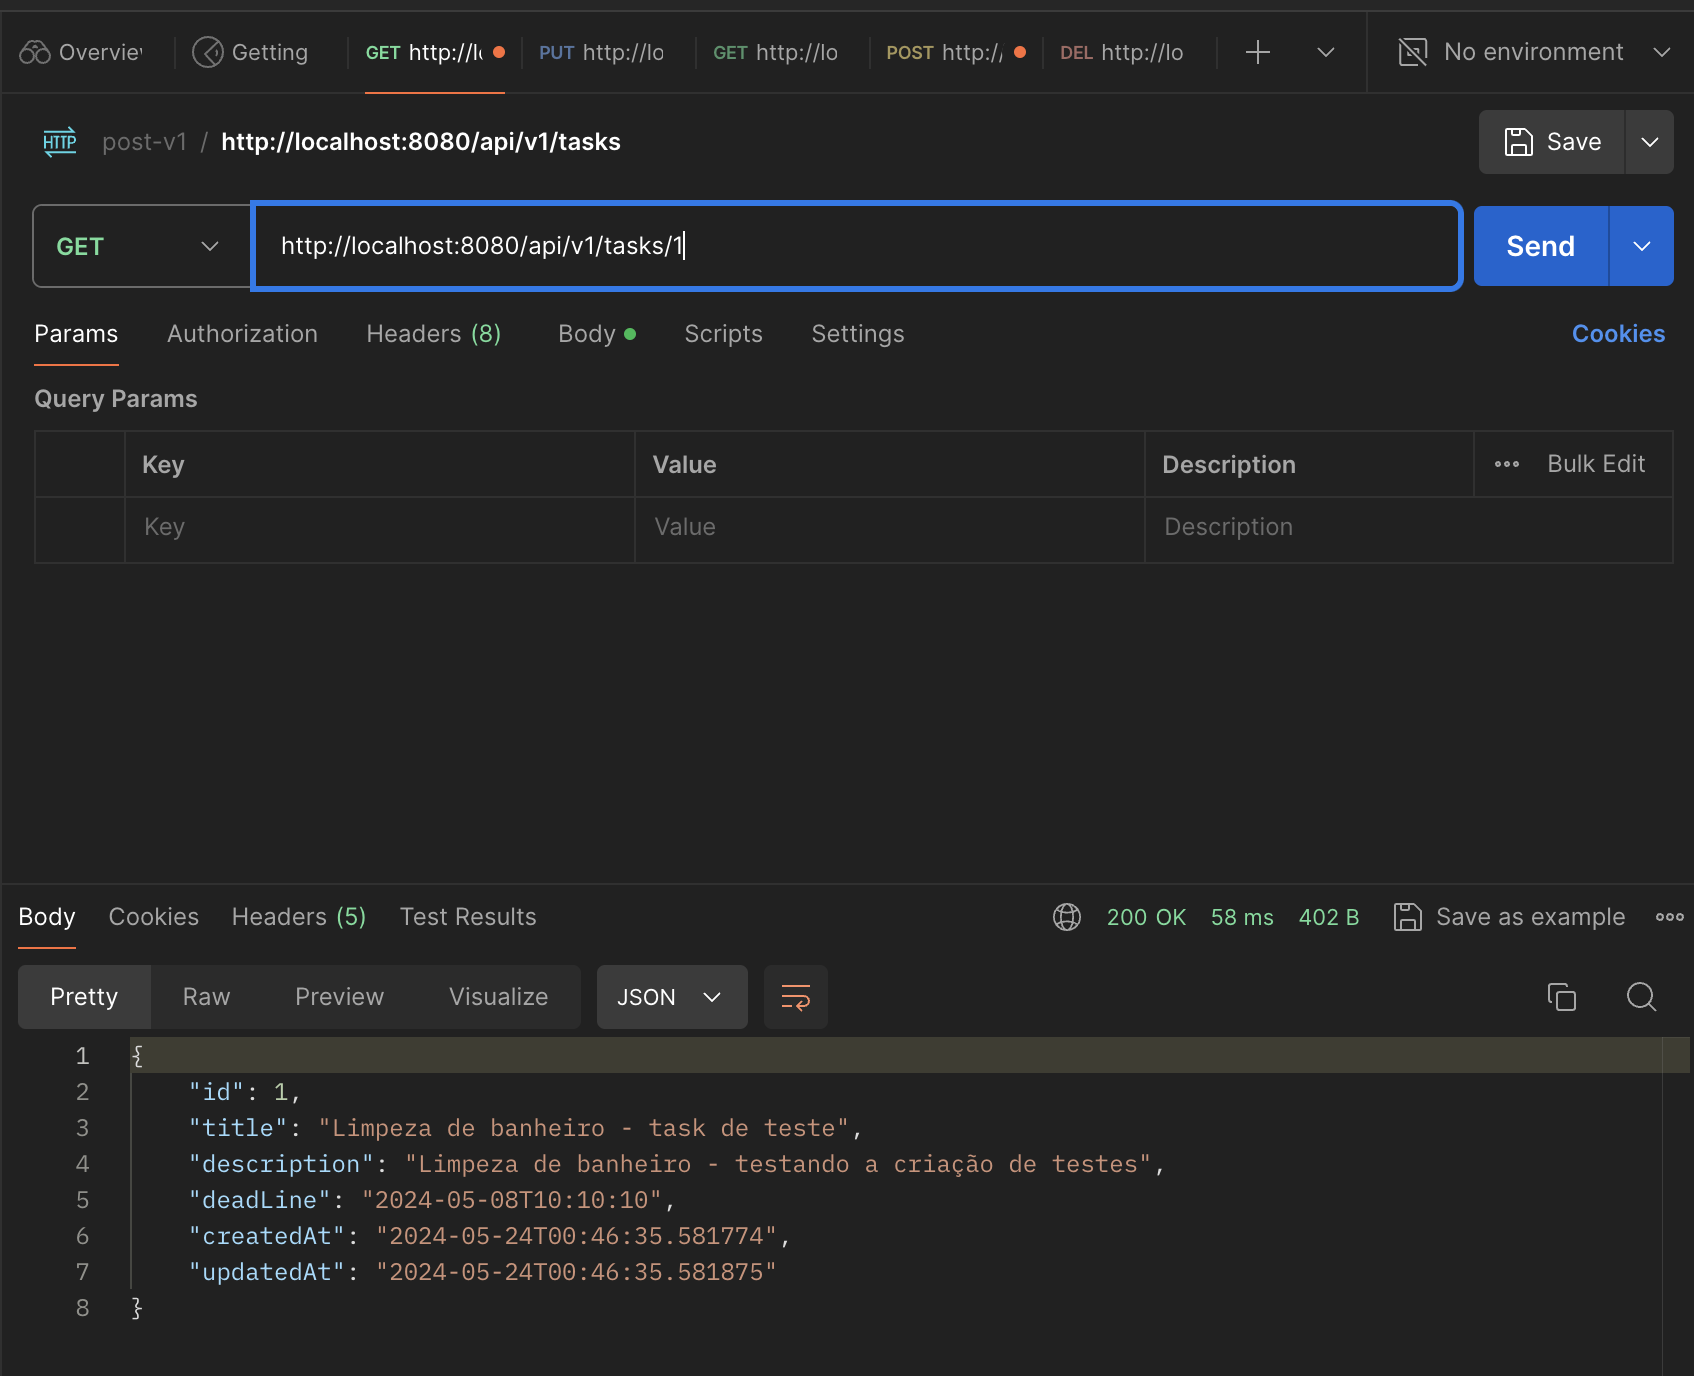 Overvie Getting GET http://l PUT http://lo GET http://lo POST http:/ DEL http://lo No environment
HTTP post-v1 / http://localhost:8080/api/v1/tasks Save
GET http://localhost:8080/api/v1/tasks/1 Send
Params Authorization Headers (8) Body Scripts Settings Cookies
Query Params
Key Value Description Bulk Edit
Key Value Description
Body Cookies Headers (5) Test Results 200 OK 58 ms 402 B Save as example
Pretty Raw Preview Visualize JSON
1 {
2 "id": 1,
3 "title": "Limpeza de banheiro - task de teste",
4 "description": "Limpeza de banheiro - testando a criação de testes",
5 "deadLine": "2024-05-08T10:10:10",
6 "createdAt": "2024-05-24T00:46:35.581774",
7 "updatedAt": "2024-05-24T00:46:35.581875"
8 }